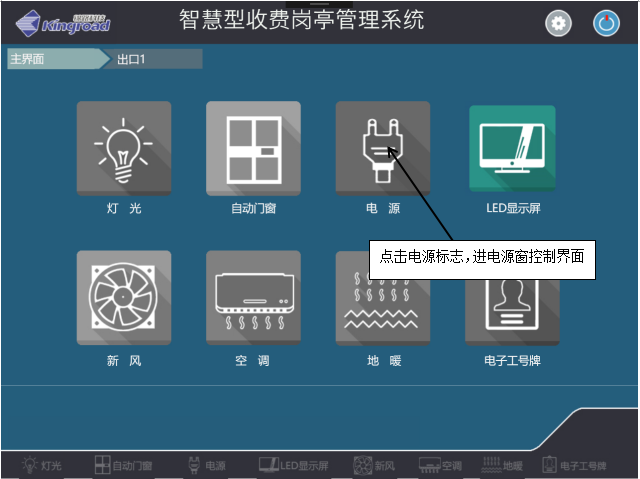 Kingroad
智慧型收费岗亭管理系统
主界面
出口1
灯 光
自动门窗
电 源
LED显示屏
点击电源标志，进电源窗控制界面
新 风
空 调
地 暖
电子工号牌
灯光
自动门窗
电源
LED显示屏
新风
空调
地暖
电子工号牌